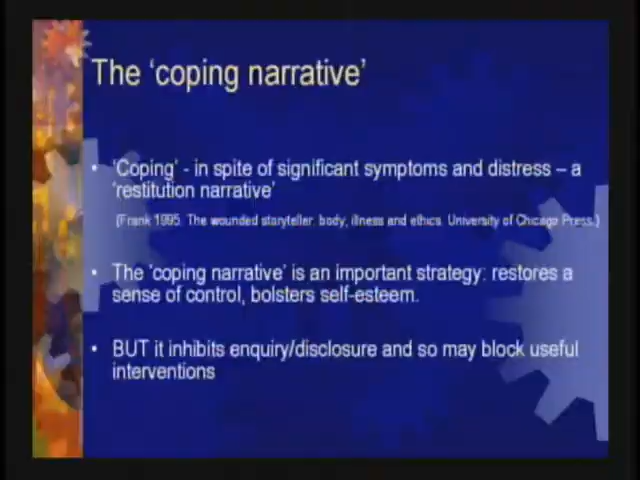 The ‘coping narrative’
• ‘Coping’ - in spite of significant symptoms and distress – a
‘restitution narrative’
(Frank 1995. The wounded storyteller: body, illness and ethics. University of Chicago Press.)
• The ‘coping narrative’ is an important strategy: restores a
sense of control, bolsters self-esteem.
• BUT it inhibits enquiry/disclosure and so may block useful
interventions